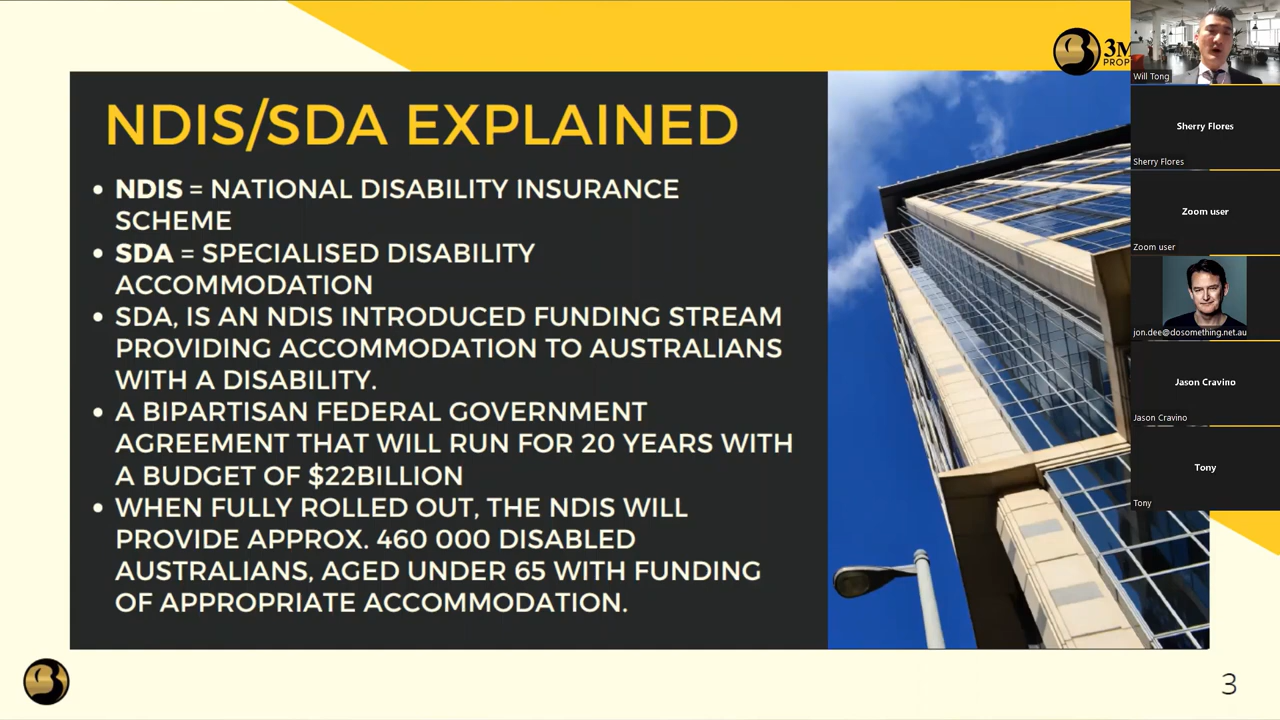 NDIS/SDA EXPLAINED
NDIS = NATIONAL DISABILITY INSURANCE
SCHEME
SDA = SPECIALISED DISABILITY
ACCOMMODATION
SDA, IS AN NDIS INTRODUCED FUNDING STREAM
PROVIDING ACCOMMODATION TO AUSTRALIANS
WITH A DISABILITY.
A BIPARTISAN FEDERAL GOVERNMENT
AGREEMENT THAT WILL RUN FOR 20 YEARS WITH
A BUDGET OF $22BILLION
WHEN FULLY ROLLED OUT, THE NDIS WILL
PROVIDE APPROX. 460 000 DISABLED
AUSTRALIANS, AGED UNDER 65 WITH FUNDING
OF APPROPRIATE ACCOMMODATION.
3
Will Tong
Sherry Flores
Sherry Flores
Zoom user
Zoom user
jon.dee@dosomething.net.au
Jason Cravino
Jason Cravino
Tony
Tony